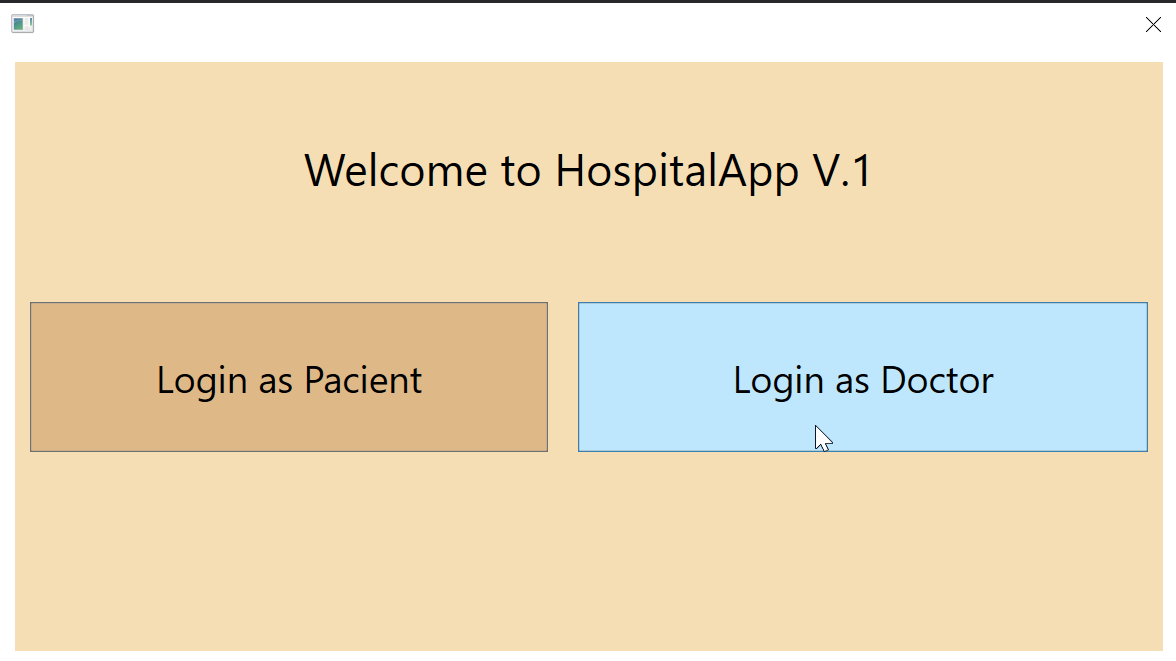 Welcome to HospitalApp V.1
Login as Pacient
Login as Doctor